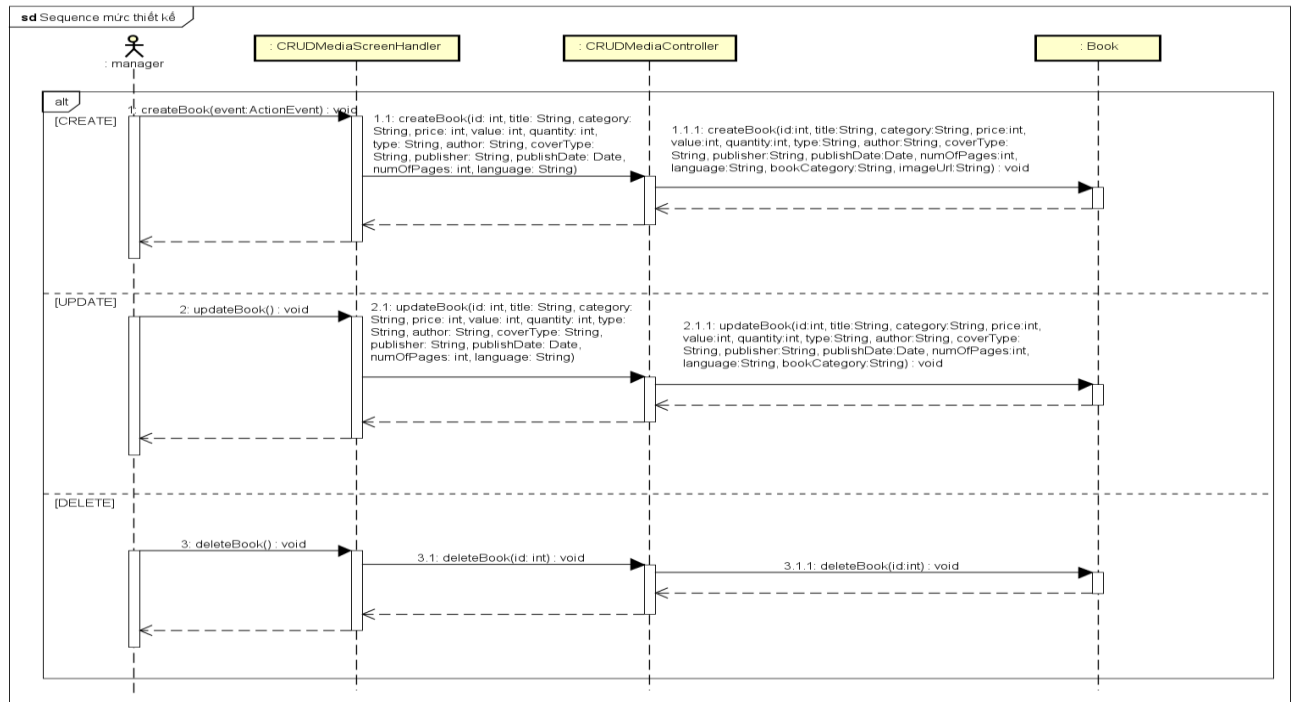 sd Sequence mức thiết kế
: manager
: CRUDMediaScreenHandler
: CRUDMediaController
: Book
alt
[CREATE]
1: createBook(event:ActionEvent) : void
1.1: createBook(id: int, title: String, category:
String, price: int, value: int, quantity: int,
type: String, author: String, coverType:
String, publisher: String, publishDate: Date,
numOfPages: int, language: String)
1.1.1: createBook(id:int, title:String, category:String, price:int,
value:int, quantity:int, type:String, author:String, coverType:
String, publisher:String, publishDate:Date, numOfPages:int,
language:String, bookCategory:String, imageUrl:String) : void
[UPDATE]
2: updateBook() : void
2.1: updateBook(id: int, title: String, category:
String, price: int, value: int, quantity: int, type:
String, author: String, coverType: String,
publisher: String, publishDate: Date,
numOfPages: int, language: String)
2.1.1: updateBook(id:int, title:String, category:String, price:int,
value:int, quantity:int, type:String, author:String, coverType:
String, publisher:String, publishDate:Date, numOfPages:int,
language:String, bookCategory:String) : void
[DELETE]
3: deleteBook() : void
3.1: deleteBook(id: int) : void
3.1.1: deleteBook(id:int) : void